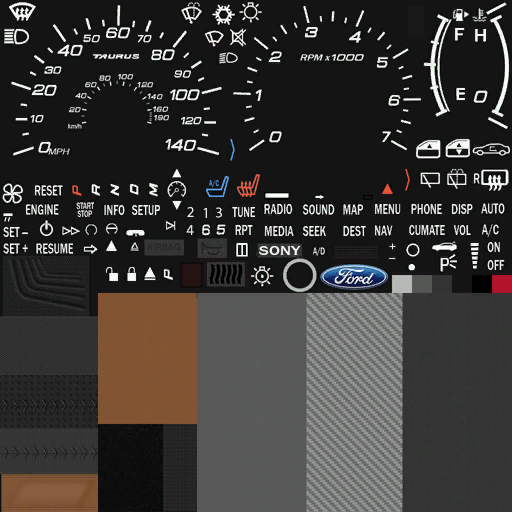 60
50 70
40 TAURUS 80
30 90
20 100
10 120
0 MPH 140
100
80 120
60 140
40 160
20 180
km/h 190
3 4
2 RPM x1000 5
1 6
0 7
F H
E 0
RESET P R N D M A/C R
ENGINE START STOP INFO SETUP 2 1 3 TUNE RADIO SOUND MAP MENU PHONE DISP AUTO
SET – 4 6 5 RPT MEDIA SEEK DEST NAV CLIMATE VOL A/C
SET + RESUME AIRBAG SONY A/D + – P ON
OFF
P Ford